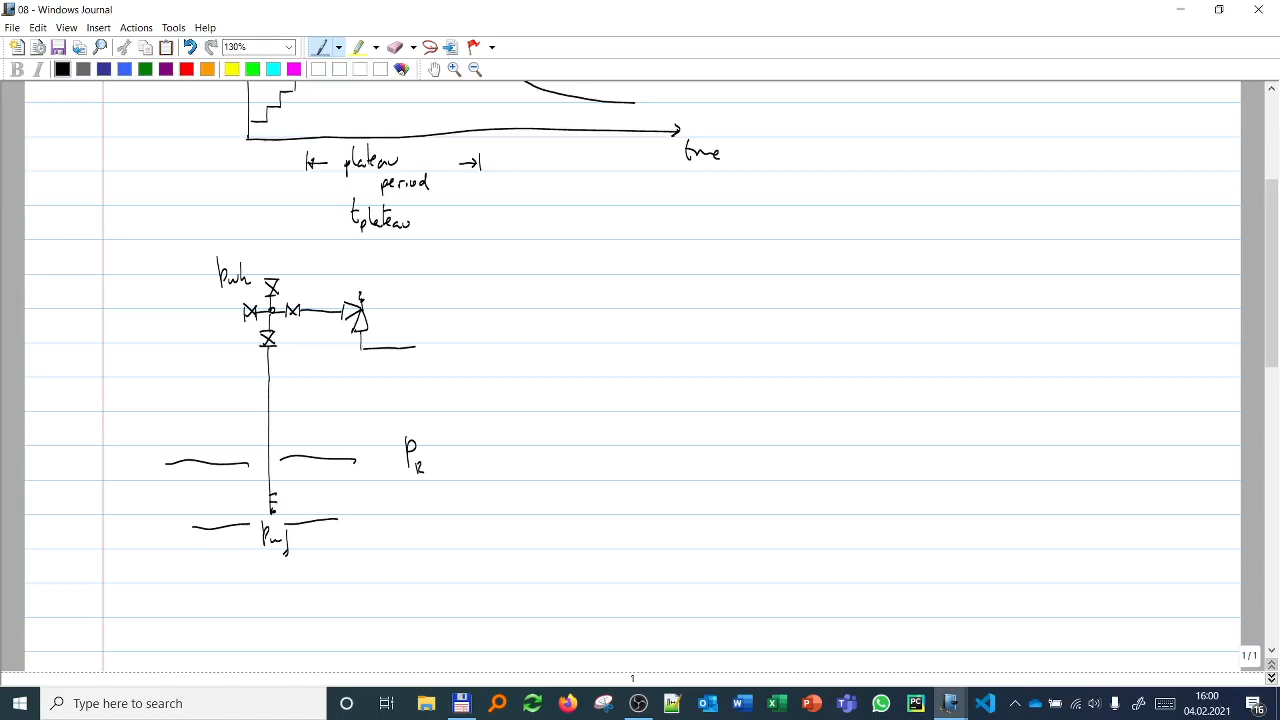 08 - Windows Journal
File Edit View Insert Actions Tools Help
130%
B I
time
plateau
period
tplateau
Pwh
PR
Pwf
1 / 1
1
Type here to search
16:00
04.02.2021